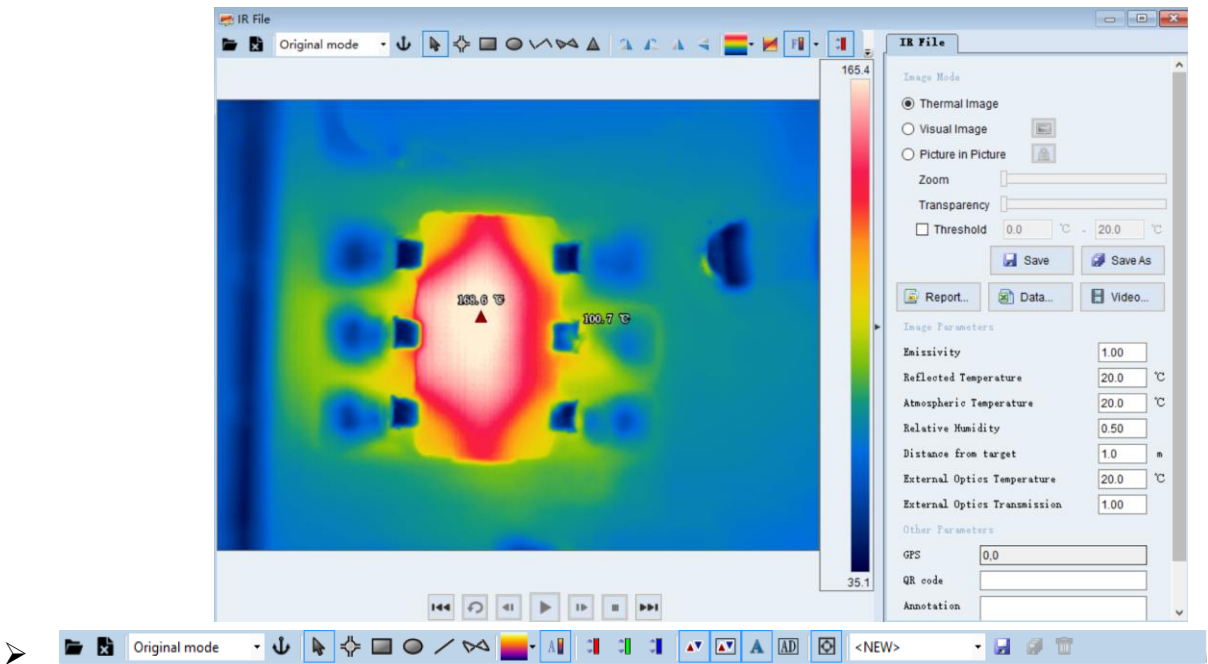 IR File
Original mode
IR File
165.4
Image Mode
Thermal Image
Visual Image
Picture in Picture
Zoom
Transparency
Threshold 0.0 ℃ - 20.0 ℃
Save Save As
168.6 ℃
100.7 ℃
Report... Data... Video...
Image Parameters
Emissivity 1.00
Reflected Temperature 20.0 ℃
Atmospheric Temperature 20.0 ℃
Relative Humidity 0.50
Distance from target 1.0 m
External Optics Temperature 20.0 ℃
External Optics Transmission 1.00
Other Parameters
GPS 0,0
35.1
QR code
Annotation
Original mode A A AD <NEW>